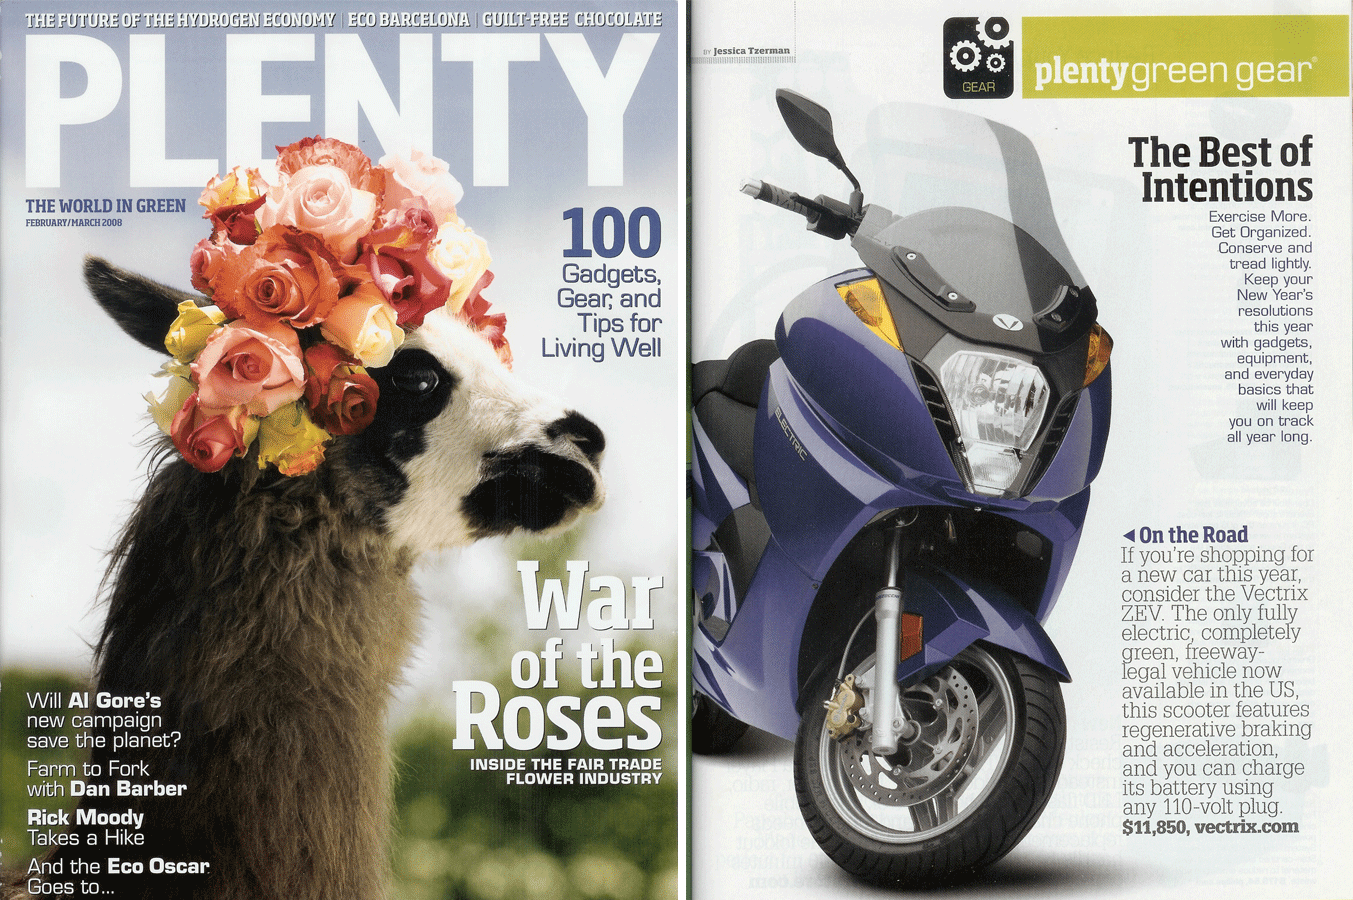 THE FUTURE OF THE HYDROGEN ECONOMY | ECO BARCELONA | GUILT-FREE CHOCOLATE
PLENTY
THE WORLD IN GREEN
FEBRUARY/MARCH 2008
100
Gadgets,
Gear, and
Tips for
Living Well
War
of the
Roses
INSIDE THE FAIR TRADE
FLOWER INDUSTRY
Will Al Gore's
new campaign
save the planet?
Farm to Fork
with Dan Barber
Rick Moody
Takes a Hike
And the Eco Oscar
Goes to...
BY Jessica Tzerman
GEAR
plentygreen gear
The Best of
Intentions
Exercise More.
Get Organized.
Conserve and
tread lightly.
Keep your
New Year's
resolutions
this year
with gadgets,
equipment,
and everyday
basics that
will keep
you on track
all year long.
ELECTRIC
◀ On the Road
If you're shopping for
a new car this year,
consider the Vectrix
ZEV. The only fully
electric, completely
green, freeway-
legal vehicle now
available in the US,
this scooter features
regenerative braking
and acceleration,
and you can charge
its battery using
any 110-volt plug.
$11,850, vectrix.com